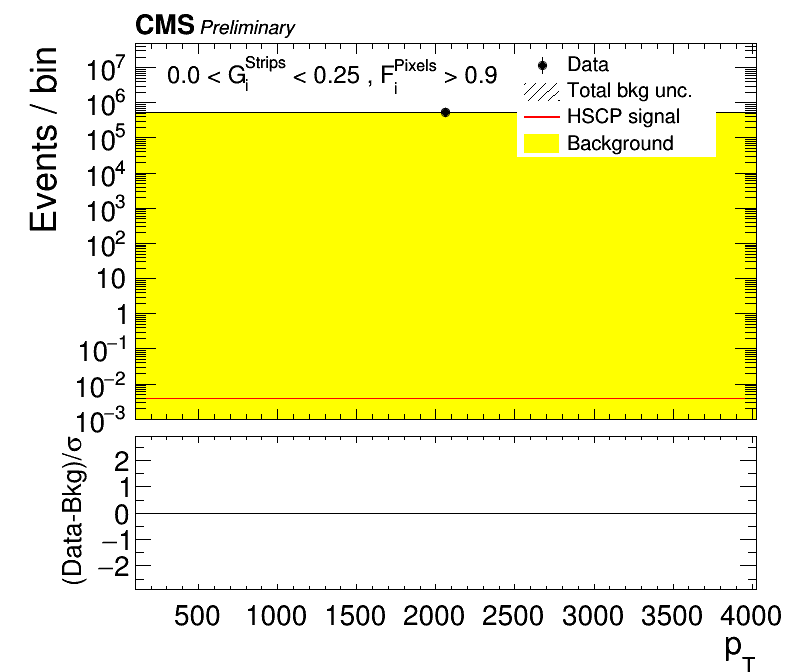 CMS Preliminary
Events / bin
10^7
10^6
10^5
10^4
10^3
10^2
10
1
10^−1
10^−2
10^−3
0.0 < G_i^Strips < 0.25 , F_i^Pixels > 0.9
Data
Total bkg unc.
HSCP signal
Background
(Data-Bkg)/σ
2
1
0
−1
−2
500 1000 1500 2000 2500 3000 3500 4000
p_T